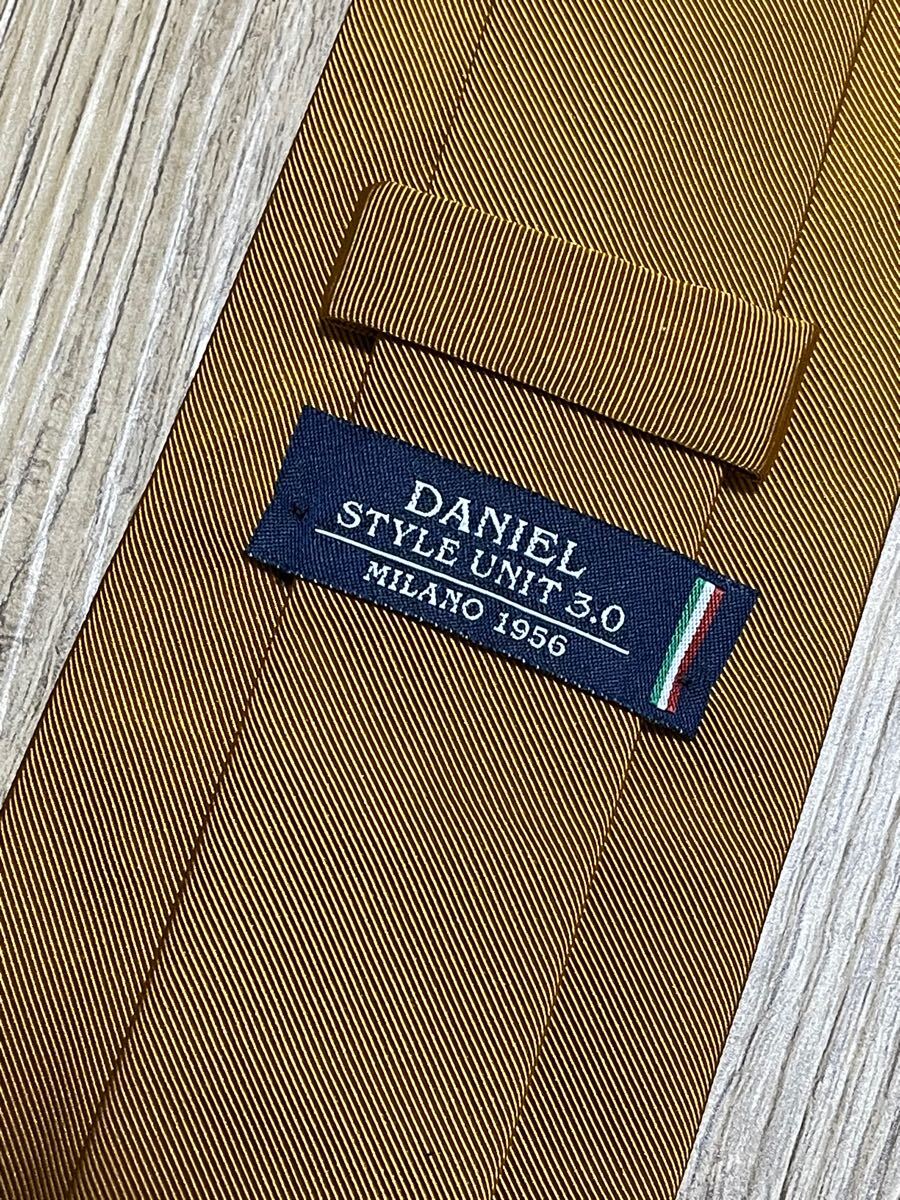 DANIEL
STYLE UNIT 3.0
MILANO 1956